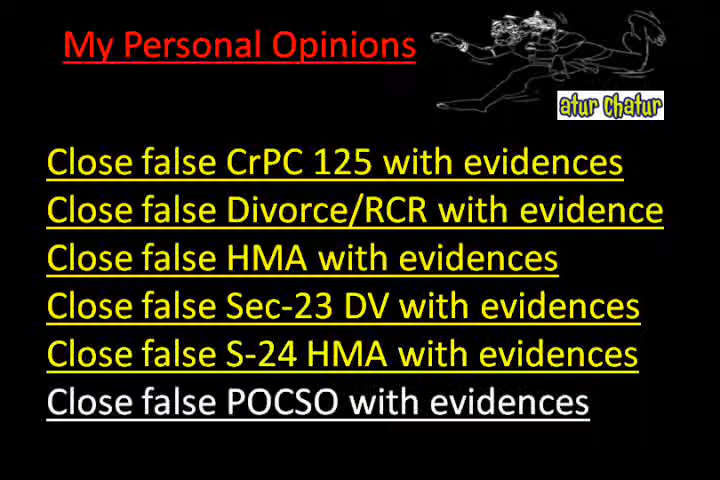 My Personal Opinions
atur Chatur
Close false CrPC 125 with evidences
Close false Divorce/RCR with evidence
Close false HMA with evidences
Close false Sec-23 DV with evidences
Close false S-24 HMA with evidences
Close false POCSO with evidences